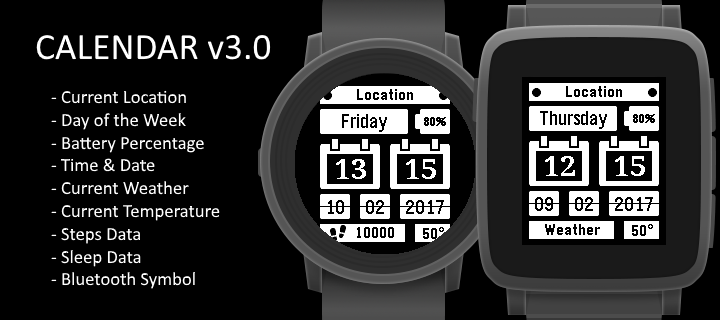 CALENDAR v3.0
- Current Location
- Day of the Week
- Battery Percentage
- Time & Date
- Current Weather
- Current Temperature
- Steps Data
- Sleep Data
- Bluetooth Symbol
Location
Friday 80%
13 15
10 02 2017
10000 50°
Location
Thursday 80%
12 15
09 02 2017
Weather 50°